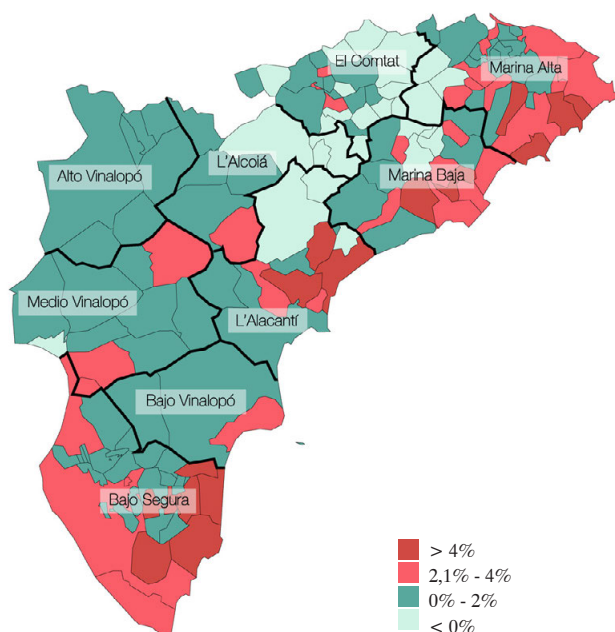 El Comtat
Marina Alta
L'Alcolá
Alto Vinalopó
Marina Baja
Medio Vinalopó
L'Alacantí
Bajo Vinalopó
Bajo Segura
> 4%
2,1% - 4%
0% - 2%
< 0%